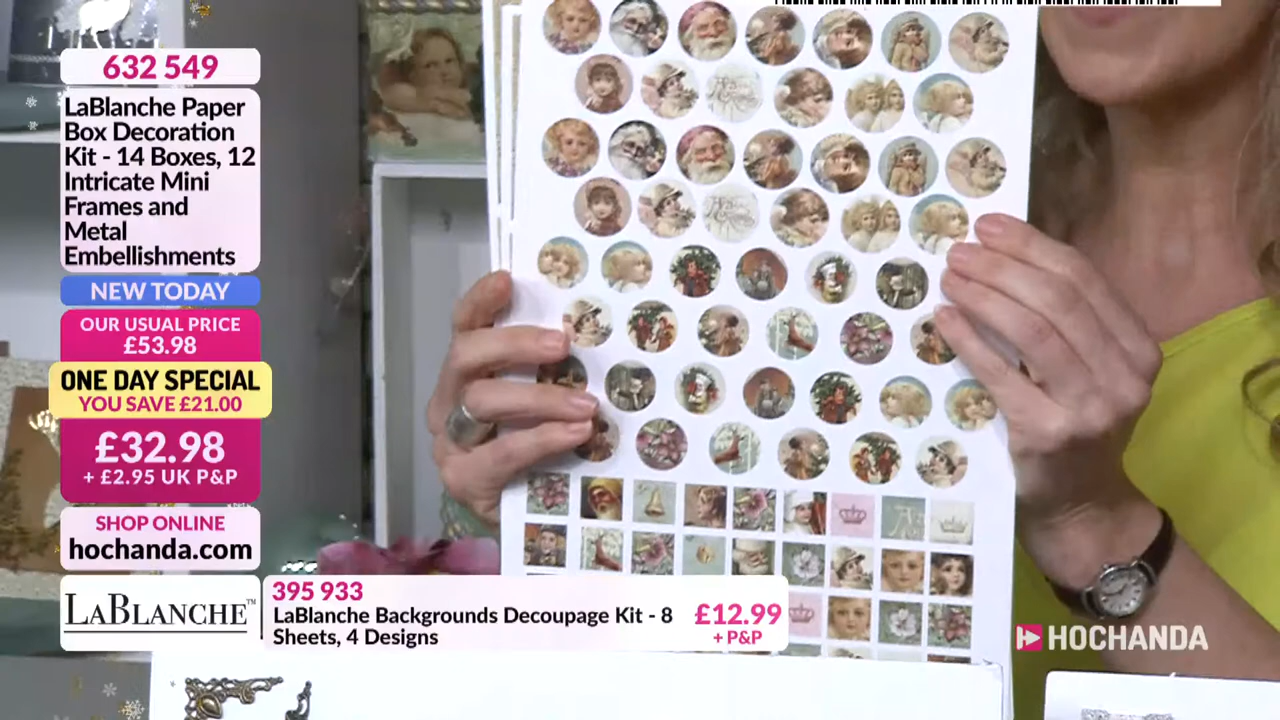 632 549
LaBlanche Paper
Box Decoration
Kit - 14 Boxes, 12
Intricate Mini
Frames and
Metal
Embellishments
NEW TODAY
OUR USUAL PRICE
£53.98
ONE DAY SPECIAL
YOU SAVE £21.00
£32.98
+ £2.95 UK P&P
SHOP ONLINE
hochanda.com
LABLANCHE™
395 933
LaBlanche Backgrounds Decoupage Kit - 8
Sheets, 4 Designs
£12.99
+ P&P
HOCHANDA